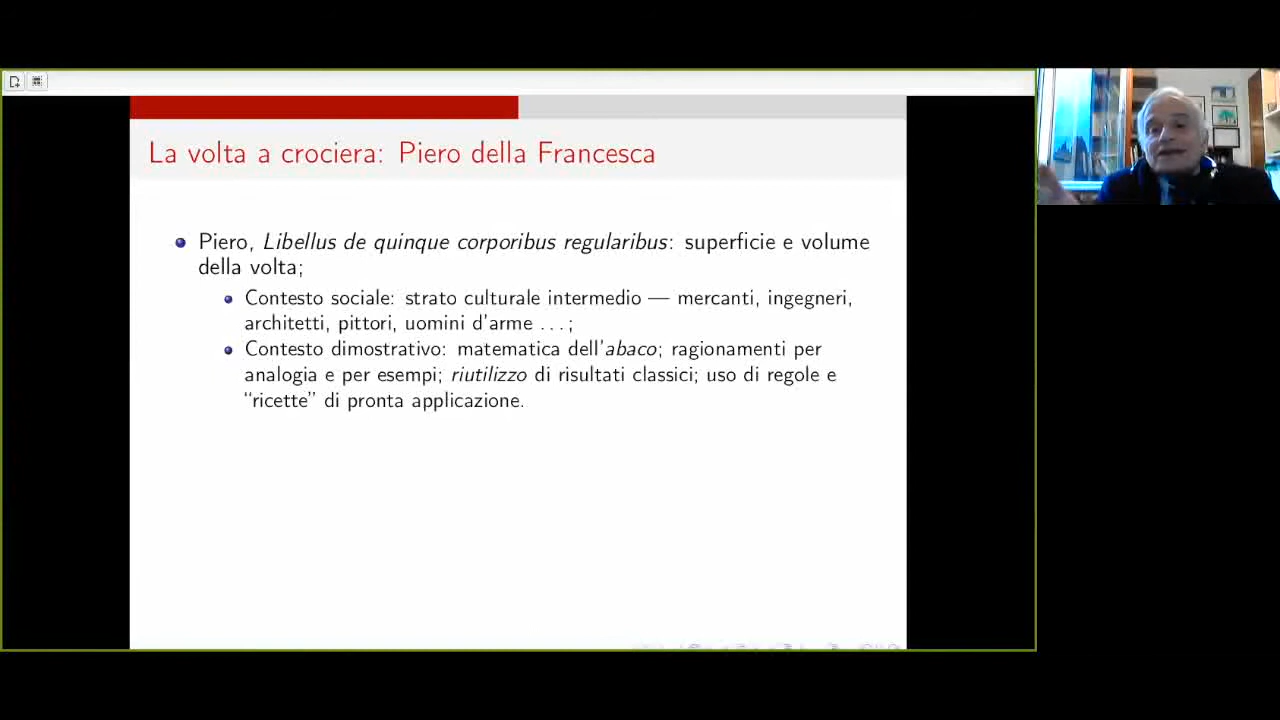 La volta a crociera: Piero della Francesca
Piero, Libellus de quinque corporibus regularibus: superficie e volume
della volta;
Contesto sociale: strato culturale intermedio — mercanti, ingegneri,
architetti, pittori, uomini d'arme ...;
Contesto dimostrativo: matematica dell'abaco; ragionamenti per
analogia e per esempi; riutilizzo di risultati classici; uso di regole e
“ricette” di pronta applicazione.